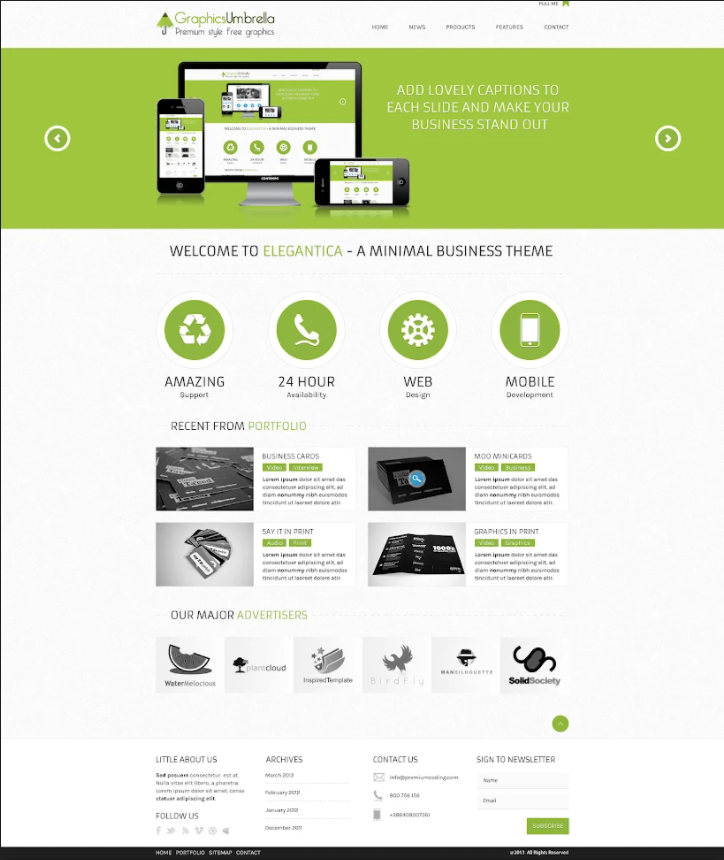 PULL ME
GraphicsUmbrella
Premium style Free graphics
HOME NEWS PRODUCTS FEATURES CONTACT
ADD LOVELY CAPTIONS TO
EACH SLIDE AND MAKE YOUR
BUSINESS STAND OUT
WELCOME TO ELEGANTICA - A MINIMAL BUSINESS THEME
AMAZING
Support
24 HOUR
Availability
WEB
Design
MOBILE
Development
RECENT FROM PORTFOLIO
BUSINESS CARDS
Video Interview
Lorem ipsum dolor sit amet das
consectetuer adipiscing elit, ad
diam nonummy nibh euismodos
tincidunt ut laoreet dolore atir.
MOO MINICARDS
Video Business
Lorem ipsum dolor sit amet das
consectetuer adipiscing elit, ad
diam nonummy nibh euismodos
tincidunt ut laoreet dolore atir.
SAY IT IN PRINT
Audio Print
Lorem ipsum dolor sit amet das
consectetuer adipiscing elit, ad
diam nonummy nibh euismodos
tincidunt ut laoreet dolore atir.
GRAPHICS IN PRINT
Video Graphics
Lorem ipsum dolor sit amet das
consectetuer adipiscing elit, ad
diam nonummy nibh euismodos
tincidunt ut laoreet dolore atir.
OUR MAJOR ADVERTISERS
WaterMelocious
plantcloud
InspiredTemplate
BirdFly
MANSILHOUETTE
SolidSociety
LITTLE ABOUT US
Sed posuere consectetur est at
Nulla vitae elit libero, a pharetra.
Lorem ipsum dolor sit amet, conse
ctetuer adipiscing elit.
FOLLOW US
ARCHIVES
March 2012
February 2012
January 2012
December 2011
CONTACT US
info@premiumcoding.com
800 756 156
+386408007061
SIGN TO NEWSLETTER
Name
Email
SUBSCRIBE
HOME PORTFOLIO SITEMAP CONTACT
©2011 All Rights Reserved